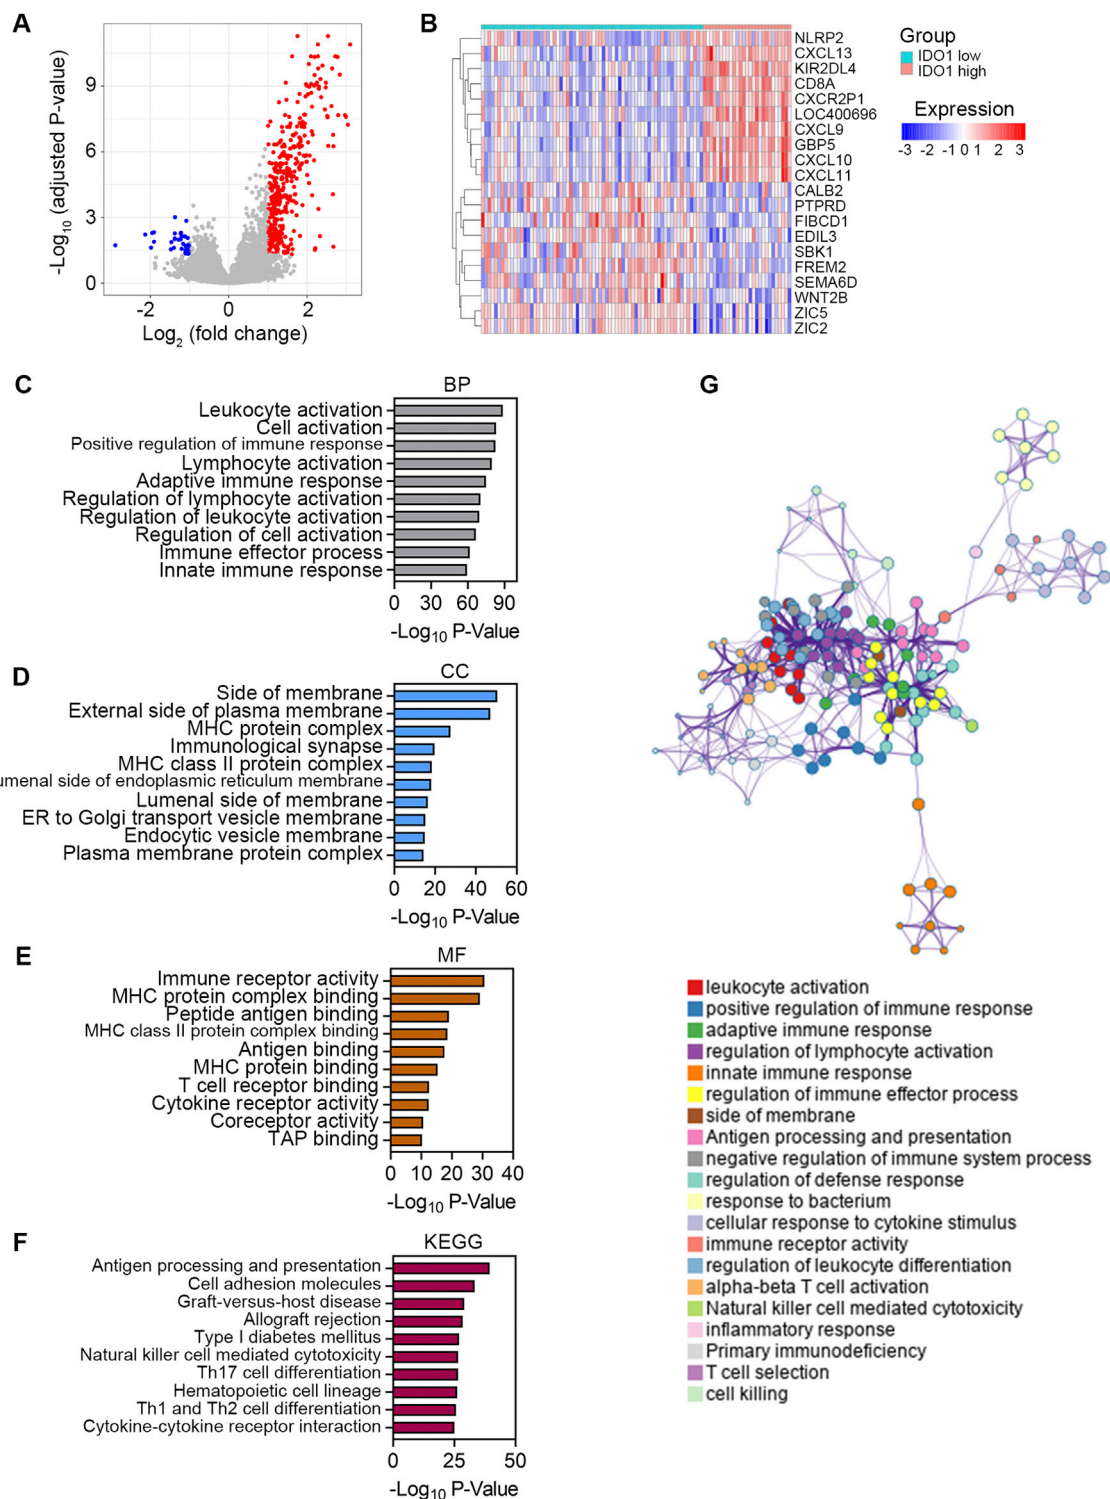 A
-Log10 (adjusted P-value)
9
6
3
0
-2
0
2
Log2 (fold change)
B
NLRP2
CXCL13
KIR2DL4
CD8A
CXCR2P1
LOC400696
CXCL9
GBP5
CXCL10
CXCL11
CALB2
PTPRD
FIBCD1
EDIL3
SBK1
FREM2
SEMA6D
WNT2B
ZIC5
ZIC2
Group
IDO1 low
IDO1 high
Expression
-3 -2 -1 0 1 2 3
C
BP
Leukocyte activation
Cell activation
Positive regulation of immune response
Lymphocyte activation
Adaptive immune response
Regulation of lymphocyte activation
Regulation of leukocyte activation
Regulation of cell activation
Immune effector process
Innate immune response
0 30 60 90
-Log10 P-Value
D
CC
Side of membrane
External side of plasma membrane
MHC protein complex
Immunological synapse
MHC class II protein complex
umenal side of endoplasmic reticulum membrane
Lumenal side of membrane
ER to Golgi transport vesicle membrane
Endocytic vesicle membrane
Plasma membrane protein complex
0 20 40 60
-Log10 P-Value
E
MF
Immune receptor activity
MHC protein complex binding
Peptide antigen binding
MHC class II protein complex binding
Antigen binding
MHC protein binding
T cell receptor binding
Cytokine receptor activity
Coreceptor activity
TAP binding
0 10 20 30 40
-Log10 P-Value
F
KEGG
Antigen processing and presentation
Cell adhesion molecules
Graft-versus-host disease
Allograft rejection
Type I diabetes mellitus
Natural killer cell mediated cytotoxicity
Th17 cell differentiation
Hematopoietic cell lineage
Th1 and Th2 cell differentiation
Cytokine-cytokine receptor interaction
0 25 50
-Log10 P-Value
G
leukocyte activation
positive regulation of immune response
adaptive immune response
regulation of lymphocyte activation
innate immune response
regulation of immune effector process
side of membrane
Antigen processing and presentation
negative regulation of immune system process
regulation of defense response
response to bacterium
cellular response to cytokine stimulus
immune receptor activity
regulation of leukocyte differentiation
alpha-beta T cell activation
Natural killer cell mediated cytotoxicity
inflammatory response
Primary immunodeficiency
T cell selection
cell killing